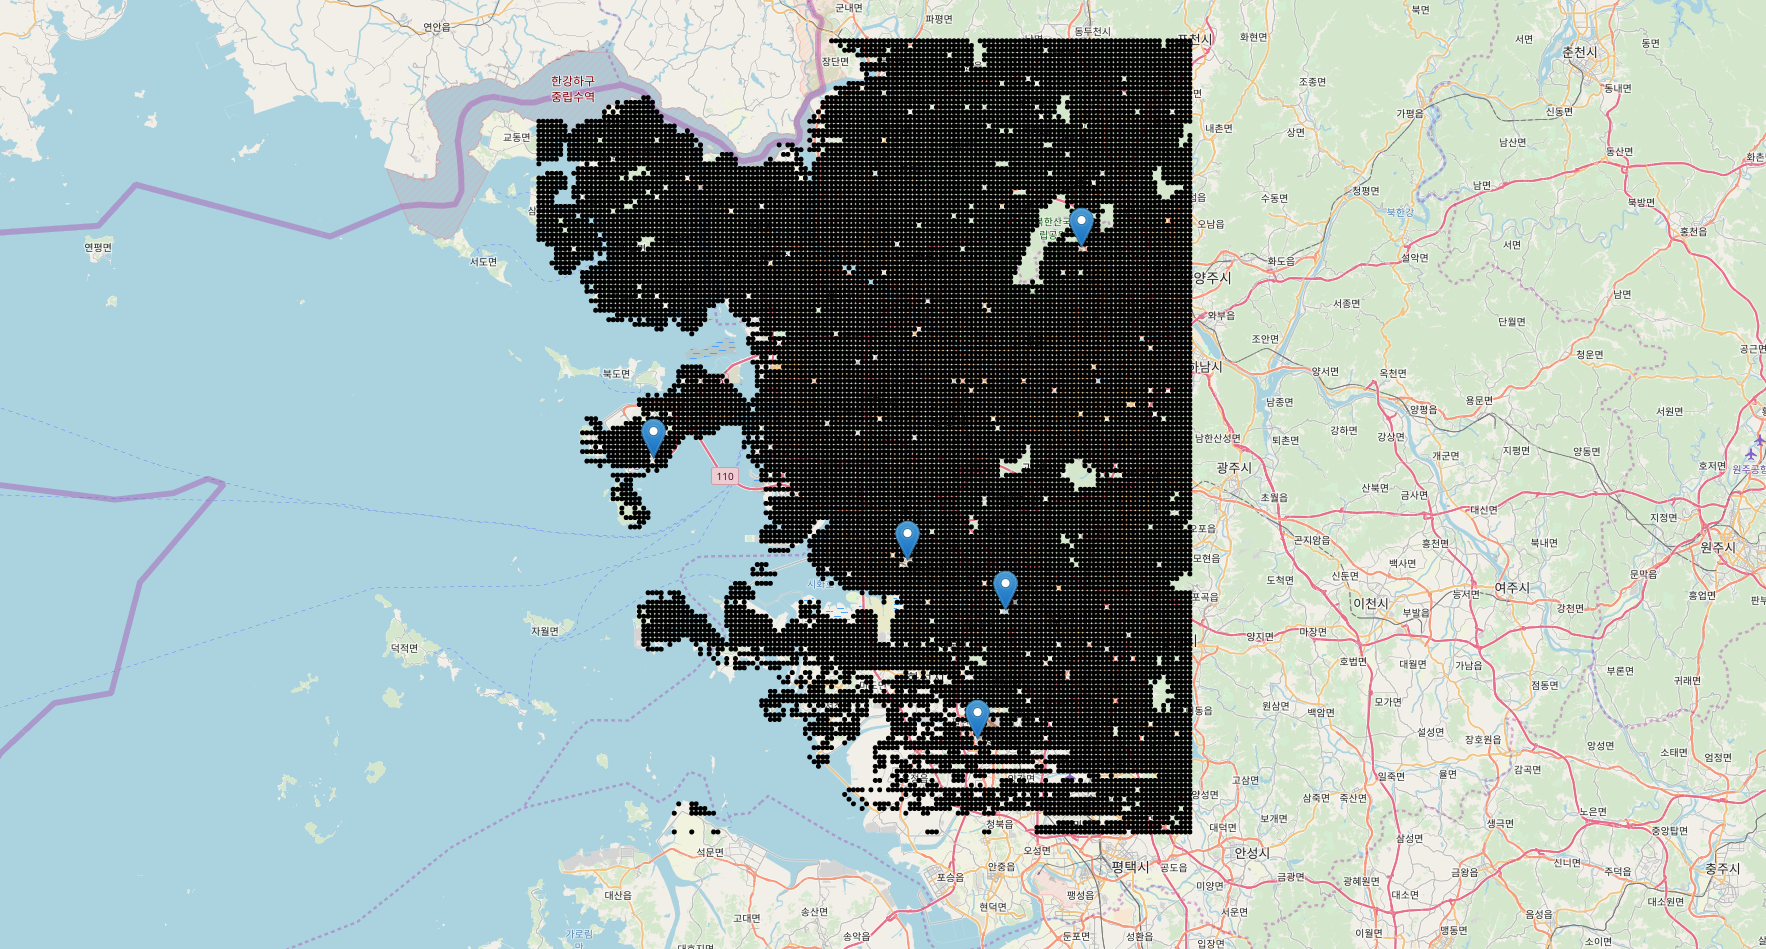 군내면
파평면
북면
연안읍
동두천시
포천시
화현면
서면
동면
춘천시
장단면
한강하구
중립수역
조종면
동내면
가평읍
신동면
교동면
내촌면
상면
남산면
동산면
화촌
청평면
남면
북방면
수동면
북한강
오남읍
홍천읍
연평면
서도면
서면
설악면
화도읍
양주시
남면
서종면
와부읍
단월면
조안면
청운면
공근면
하남시
북도면
양서면
옥천면
남종면
양평읍
용문면
서원면
강하면
강상면
남한산성면
퇴촌면
지평면
양동면
개군면
호저면
광주시
원주공항
110
산북면
금사면
초월읍
대신면
지정면
오포읍
곤지암읍
흥천면
북내면
원주시
모현읍
백사면
문막읍
도척면
신둔면
여주시
능서면
포곡읍
이천시
부발읍
강천면
흥업면
판부
덕적면
자월면
양지면
마장면
호법면
대월면
가남읍
부론면
점동면
귀래면
모가면
원삼면
백암면
설성면
장호원읍
앙성면
소태면
엄정면
고삼면
일죽면
율면
감곡면
양성면
삼죽면
죽산면
노은면
청북읍
대덕면
보개면
생극면
중앙탑면
석문면
오성면
안성시
삼성면
평택시
공도읍
신니면
주덕읍
충주시
안중읍
포승읍
금광면
광혜원면
금왕읍
미양면
대산읍
팽성읍
대소면
대소원면
고대면
송산면
현덕면
서운면
음성읍
가로림
송악읍
둔포면
성환읍
입장면
이월면
맹동면
소이면